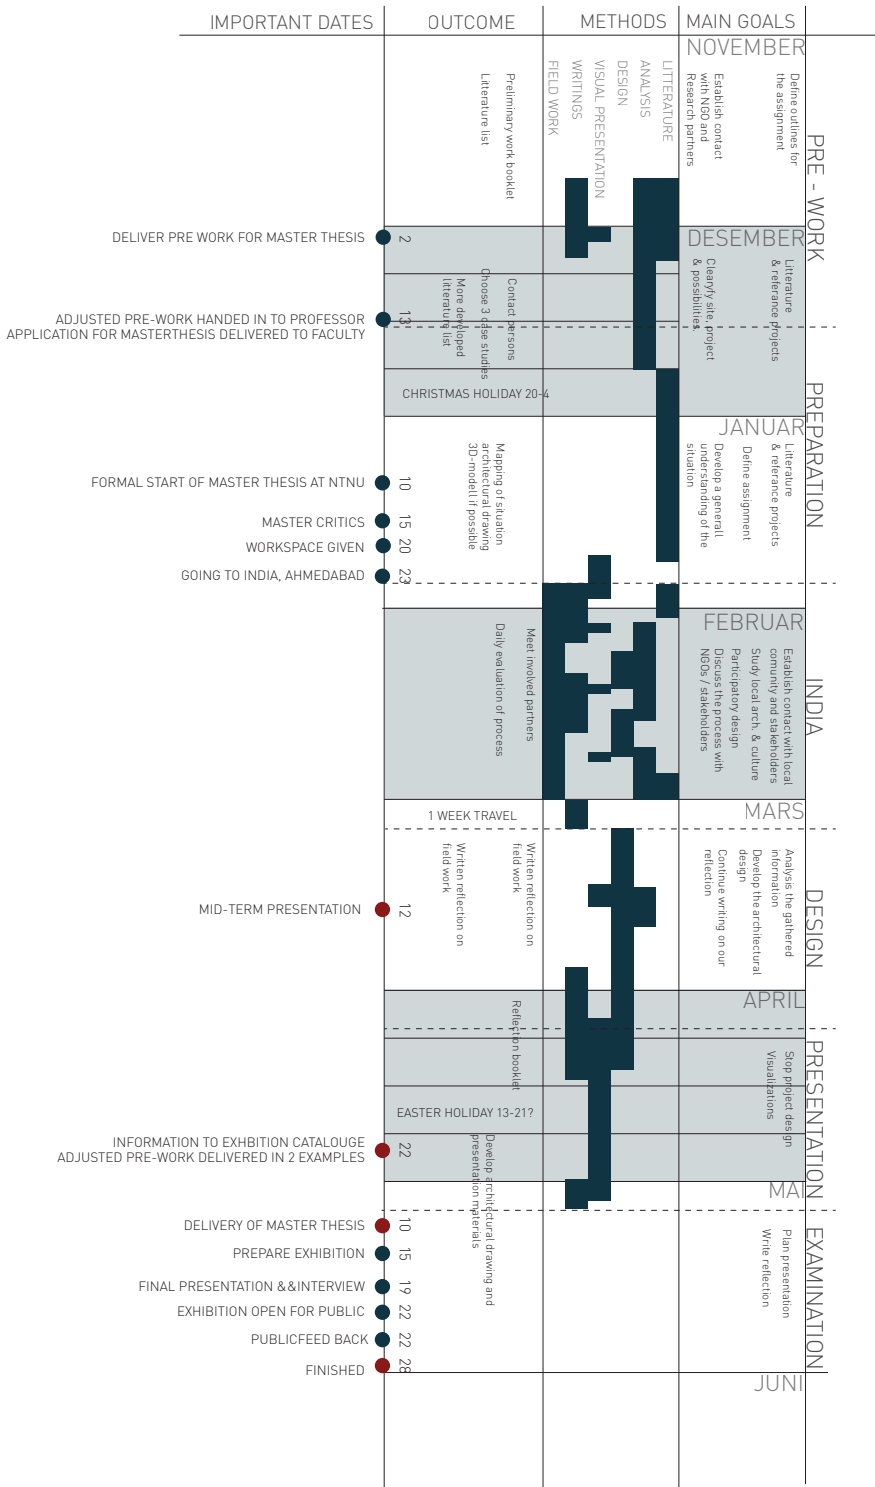 IMPORTANT DATES
OUTCOME
METHODS
MAIN GOALS
NOVEMBER
FIELD WORK
WRITINGS
VISUAL PRESENTATION
DESIGN
ANALYSIS
LITTERATURE
PRE - WORK
Define outlines for
the assignment
Establish contact
with NGO and
Research partners
Preliminary work booklet
Litterature list
DESEMBER
DELIVER PRE WORK FOR MASTER THESIS
2
Litterature
& referance projects
Clearyfy site, project
& possibilities
Contact persons
Choose 3 case studies
More developed
litterature list
13
ADJUSTED PRE-WORK HANDED IN TO PROFESSOR
APPLICATION FOR MASTERTHESIS DELIVERED TO FACULTY
PREPARATION
CHRISTMAS HOLIDAY 20-4
JANUAR
Litterature
& referance projects
Define assignment
Develop a generall
understanding of the
situation
Mapping of situation
architectural drawing
3D-modell if possible
FORMAL START OF MASTER THESIS AT NTNU
10
MASTER CRITICS
15
WORKSPACE GIVEN
20
GOING TO INDIA, AHMEDABAD
23
FEBRUAR
INDIA
Establish contact with local
comunity and stakeholders
Study local arch. & culture
Participatory design
Discuss the process with
NGOs / stakeholders
Meet involved partners
Daily evaluation of process
MARS
1 WEEK TRAVEL
DESIGN
Analysis the gathered
information
Develop the architectural
design
Continue writing on our
reflection
Written reflection on
field work
Written reflection on
field work
MID-TERM PRESENTATION
12
APRIL
Reflection booklet
PRESENTATION
Stop project design
Visualizations
EASTER HOLIDAY 13-21?
INFORMATION TO EXHBITION CATALOUGE
ADJUSTED PRE-WORK DELIVERED IN 2 EXAMPLES
22
Develop architectural drawing and
presentation materials
MAI
EXAMINATION
DELIVERY OF MASTER THESIS
10
Plan presentation
Write reflection
PREPARE EXHIBITION
15
FINAL PRESENTATION &&INTERVIEW
19
EXHIBITION OPEN FOR PUBLIC
22
PUBLICFEED BACK
22
FINISHED
28
JUNI